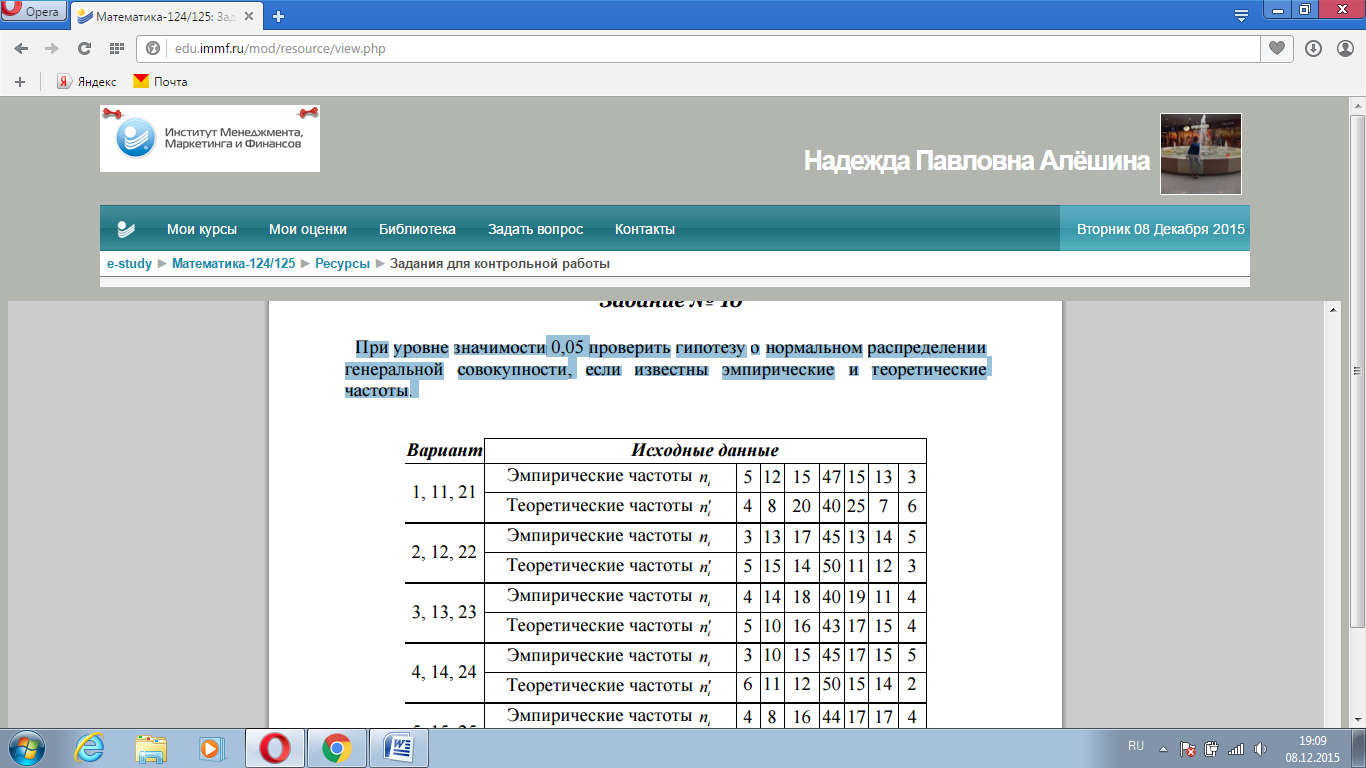 Opera
Математика-124/125: Зад
edu.immf.ru/mod/resource/view.php
Яндекс Почта
Институт Менеджмента,
Маркетинга и Финансов
Надежда Павловна Алёшина
Мои курсы Мои оценки Библиотека Задать вопрос Контакты Вторник 08 Декабря 2015
e-study ► Математика-124/125 ► Ресурсы ► Задания для контрольной работы
При уровне значимости 0,05 проверить гипотезу о нормальном распределении
генеральной совокупности, если известны эмпирические и теоретические
частоты.
Вариант Исходные данные
1, 11, 21
Эмпирические частоты nᵢ 5 12 15 47 15 13 3
Теоретические частоты n′ᵢ 4 8 20 40 25 7 6
2, 12, 22
Эмпирические частоты nᵢ 3 13 17 45 13 14 5
Теоретические частоты n′ᵢ 5 15 14 50 11 12 3
3, 13, 23
Эмпирические частоты nᵢ 4 14 18 40 19 11 4
Теоретические частоты n′ᵢ 5 10 16 43 17 15 4
4, 14, 24
Эмпирические частоты nᵢ 3 10 15 45 17 15 5
Теоретические частоты n′ᵢ 6 11 12 50 15 14 2
Эмпирические частоты nᵢ 4 8 16 44 17 17 4
RU 19:09
08.12.2015